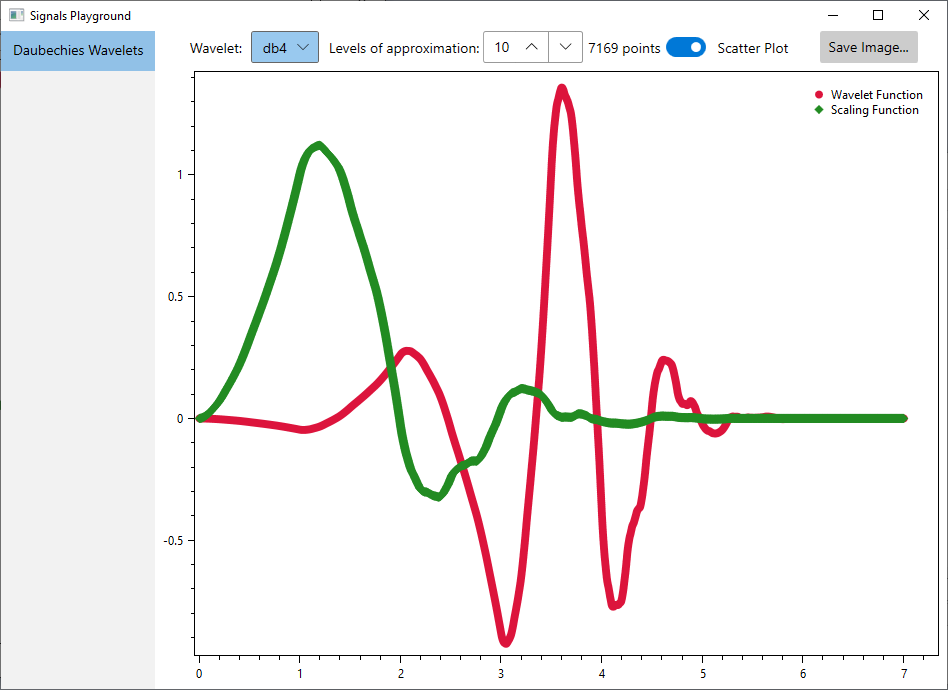 Signals Playground
Daubechies Wavelets
Wavelet: db4 Levels of approximation: 10 7169 points Scatter Plot Save Image...
Wavelet Function
Scaling Function
1
0.5
0
-0.5
0 1 2 3 4 5 6 7